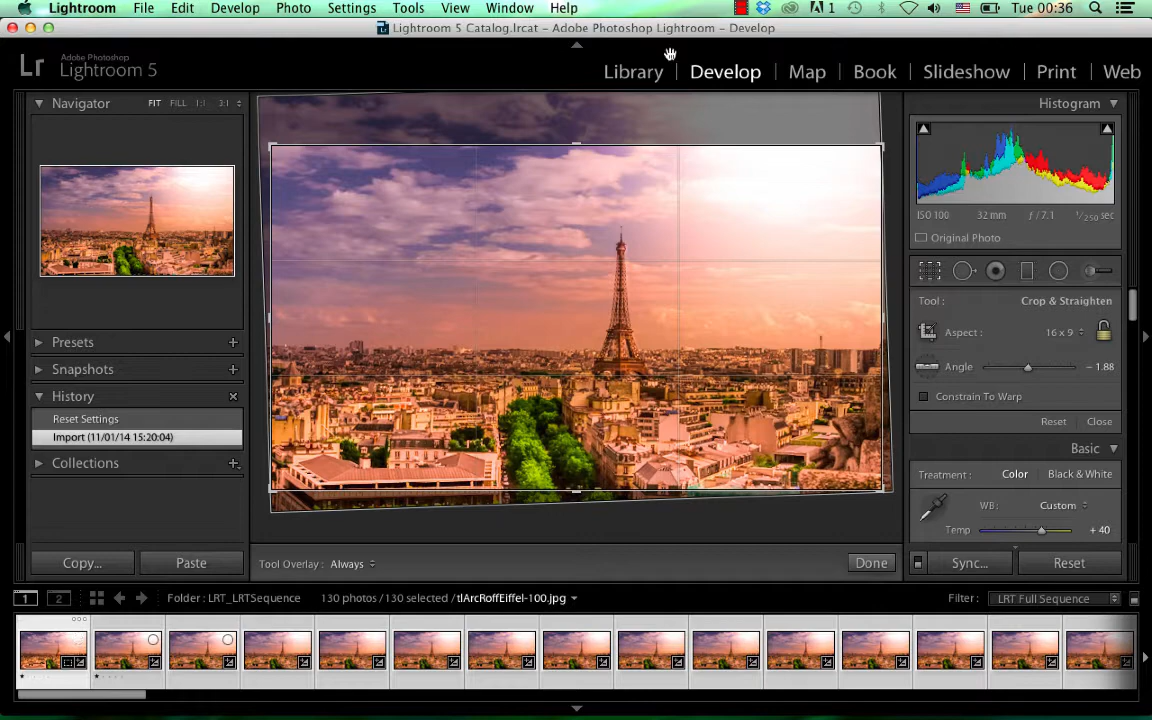 Lightroom File Edit Develop Photo Settings Tools View Window Help 1 Tue 00:36
Lightroom 5 Catalog.lrcat – Adobe Photoshop Lightroom – Develop
Lr Adobe Photoshop
Lightroom 5
Library Develop Map Book Slideshow Print Web
Navigator FIT FILL 1:1 3:1
Presets
Snapshots
History
Reset Settings
Import (11/01/14 15:20:04)
Collections
Copy... Paste
Tool Overlay: Always Done
Histogram
ISO 100 32 mm ƒ / 7.1 1/250 sec
Original Photo
Tool: Crop & Straighten
Aspect: 16 x 9
Angle – 1.88
Constrain To Warp
Reset Close
Basic
Treatment: Color Black & White
WB: Custom
Temp + 40
Sync... Reset
1 2 Folder: LRT_LRTSequence 130 photos / 130 selected / tlArcRoffEiffel-100.jpg Filter: LRT Full Sequence